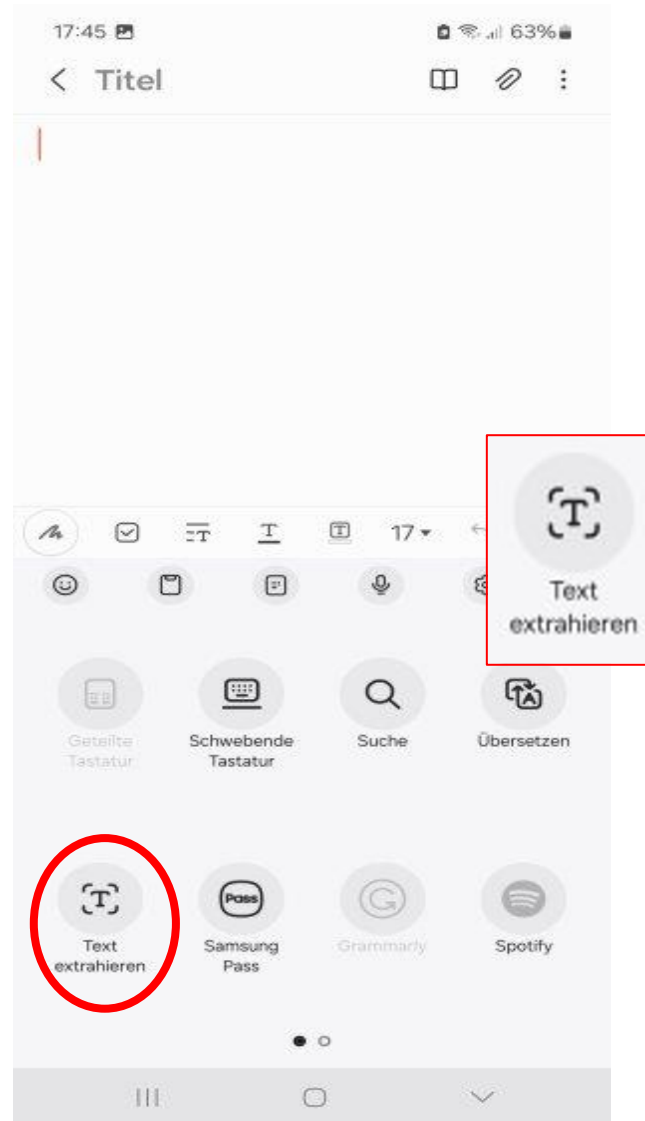 17:45 63%
Titel
17
Text
extrahieren
Geteilte
Tastatur
Schwebende
Tastatur
Suche
Übersetzen
Text
extrahieren
Pass
Samsung
Pass
Grammarly
Spotify